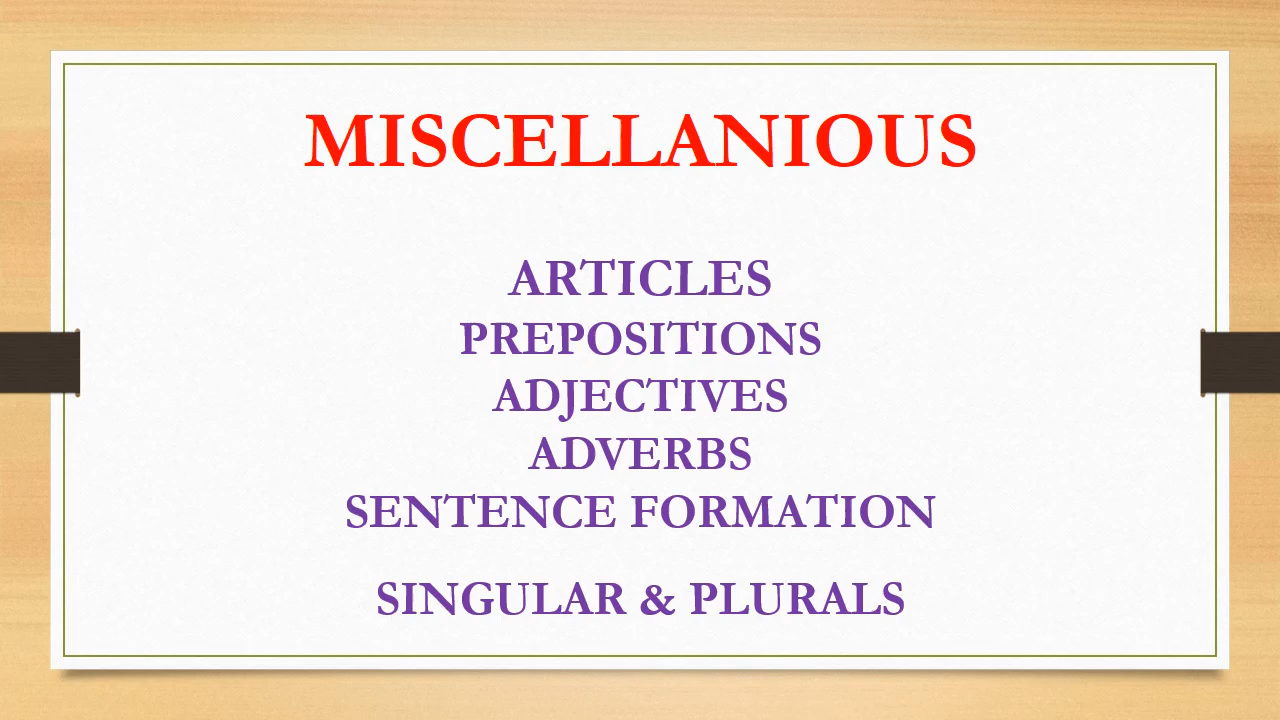 MISCELLANIOUS
ARTICLES
PREPOSITIONS
ADJECTIVES
ADVERBS
SENTENCE FORMATION
SINGULAR & PLURALS